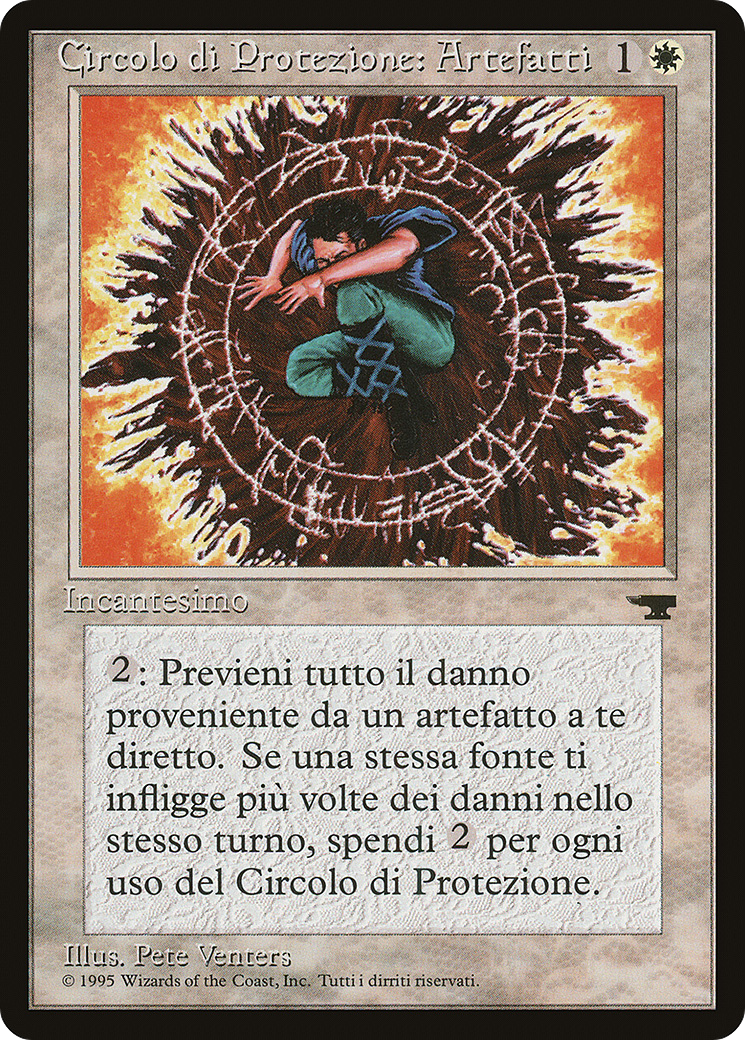 Circolo di Protezione: Artefatti 1
Incantesimo
2: Previeni tutto il danno
proveniente da un artefatto a te
diretto. Se una stessa fonte ti
infligge più volte dei danni nello
stesso turno, spendi 2 per ogni
uso del Circolo di Protezione.
Illus. Pete Venters
© 1995 Wizards of the Coast, Inc. Tutti i dirriti riservati.